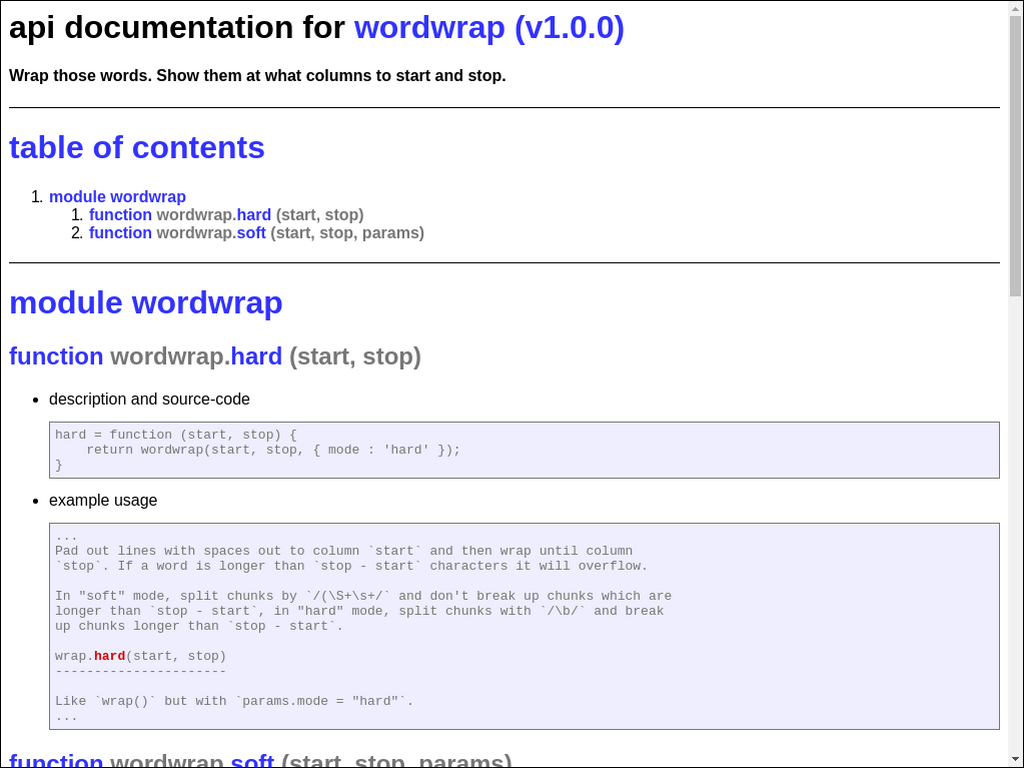 api documentation for wordwrap (v1.0.0)
Wrap those words. Show them at what columns to start and stop.
table of contents
1. module wordwrap
1. function wordwrap.hard (start, stop)
2. function wordwrap.soft (start, stop, params)
module wordwrap
function wordwrap.hard (start, stop)
• description and source-code
hard = function (start, stop) {
    return wordwrap(start, stop, { mode : 'hard' });
}
• example usage
...
Pad out lines with spaces out to column `start` and then wrap until column
`stop`. If a word is longer than `stop - start` characters it will overflow.
In "soft" mode, split chunks by `/(\S+\s+/` and don't break up chunks which are
longer than `stop - start`, in "hard" mode, split chunks with `/\b/` and break
up chunks longer than `stop - start`.
wrap.hard(start, stop)
----------------------
Like `wrap()` but with `params.mode = "hard"`.
...
function wordwrap.soft (start, stop, params)